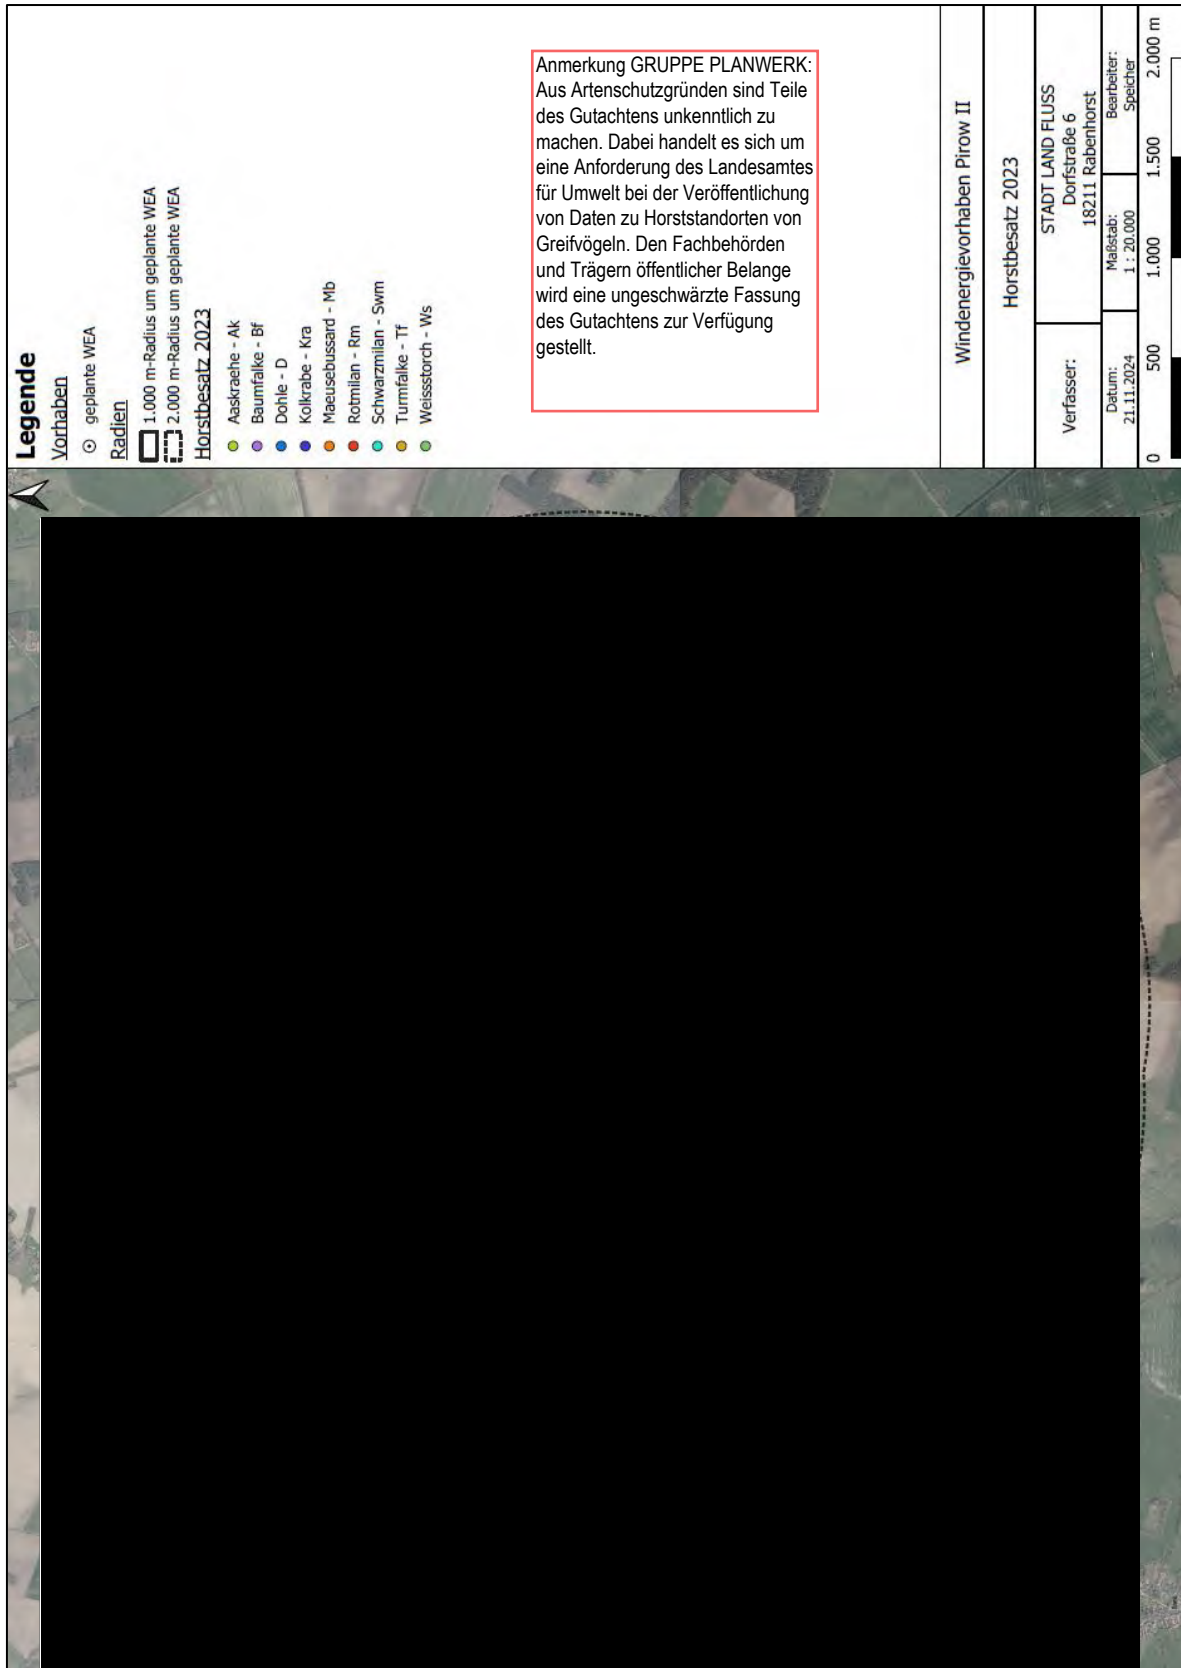 Legende
Vorhaben
geplante WEA
Radien
1.000 m-Radius um geplante WEA
2.000 m-Radius um geplante WEA
Horstbesatz 2023
Aaskraehe - Ak
Baumfalke - Bf
Dohle - D
Kolkrabe - Kra
Maeusebussard - Mb
Rotmilan - Rm
Schwarzmilan - Swm
Turmfalke - Tf
Weissstorch - Ws
Anmerkung GRUPPE PLANWERK:
Aus Artenschutzgründen sind Teile
des Gutachtens unkenntlich zu
machen. Dabei handelt es sich um
eine Anforderung des Landesamtes
für Umwelt bei der Veröffentlichung
von Daten zu Horststandorten von
Greifvögeln. Den Fachbehörden
und Trägern öffentlicher Belange
wird eine ungeschwärzte Fassung
des Gutachtens zur Verfügung
gestellt.
Windenergievorhaben Pirow II
Horstbesatz 2023
Verfasser:
STADT LAND FLUSS
Dorfstraße 6
18211 Rabenhorst
Datum:
21.11.2024
Maßstab:
1 : 20.000
Bearbeiter:
Speicher
0 500 1.000 1.500 2.000 m